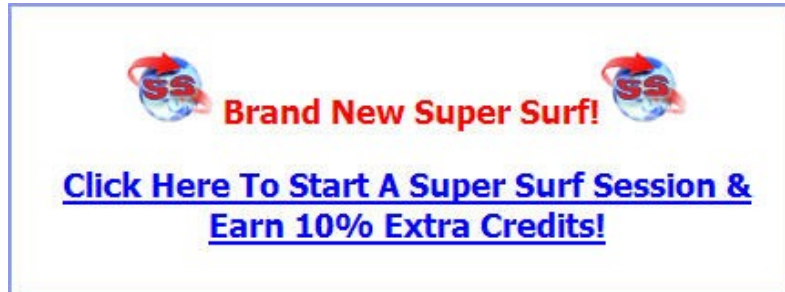 SS Brand New Super Surf! SS
Click Here To Start A Super Surf Session &
Earn 10% Extra Credits!